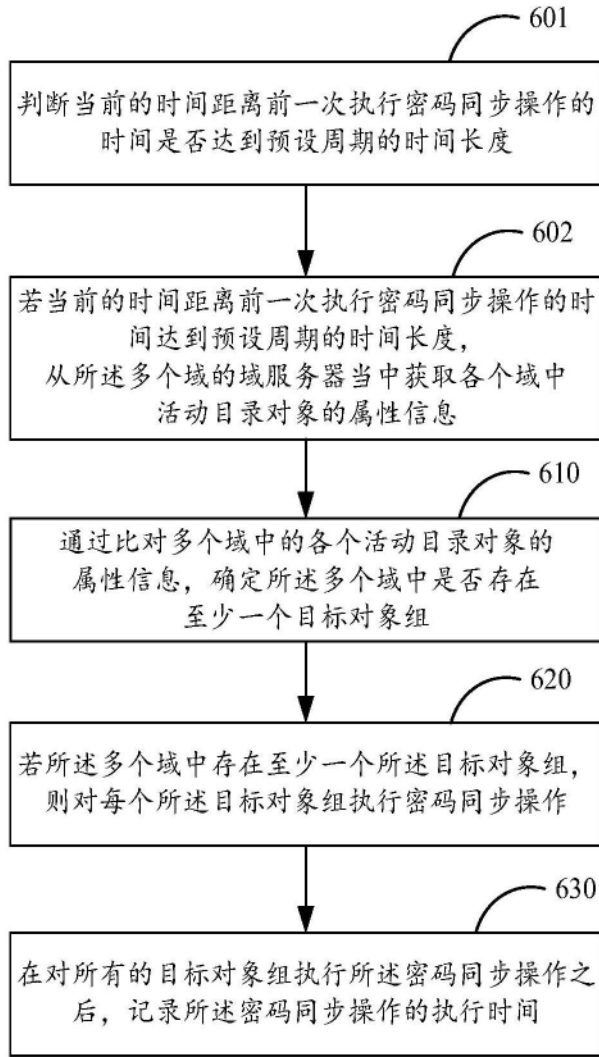 601
判断当前的时间距离前一次执行密码同步操作的
时间是否达到预设周期的时间长度
602
若当前的时间距离前一次执行密码同步操作的时
间达到预设周期的时间长度，
从所述多个域的域服务器当中获取各个域中
活动目录对象的属性信息
610
通过比对多个域中的各个活动目录对象的
属性信息，确定所述多个域中是否存在
至少一个目标对象组
620
若所述多个域中存在至少一个所述目标对象组，
则对每个所述目标对象组执行密码同步操作
630
在对所有的目标对象组执行所述密码同步操作之
后，记录所述密码同步操作的执行时间